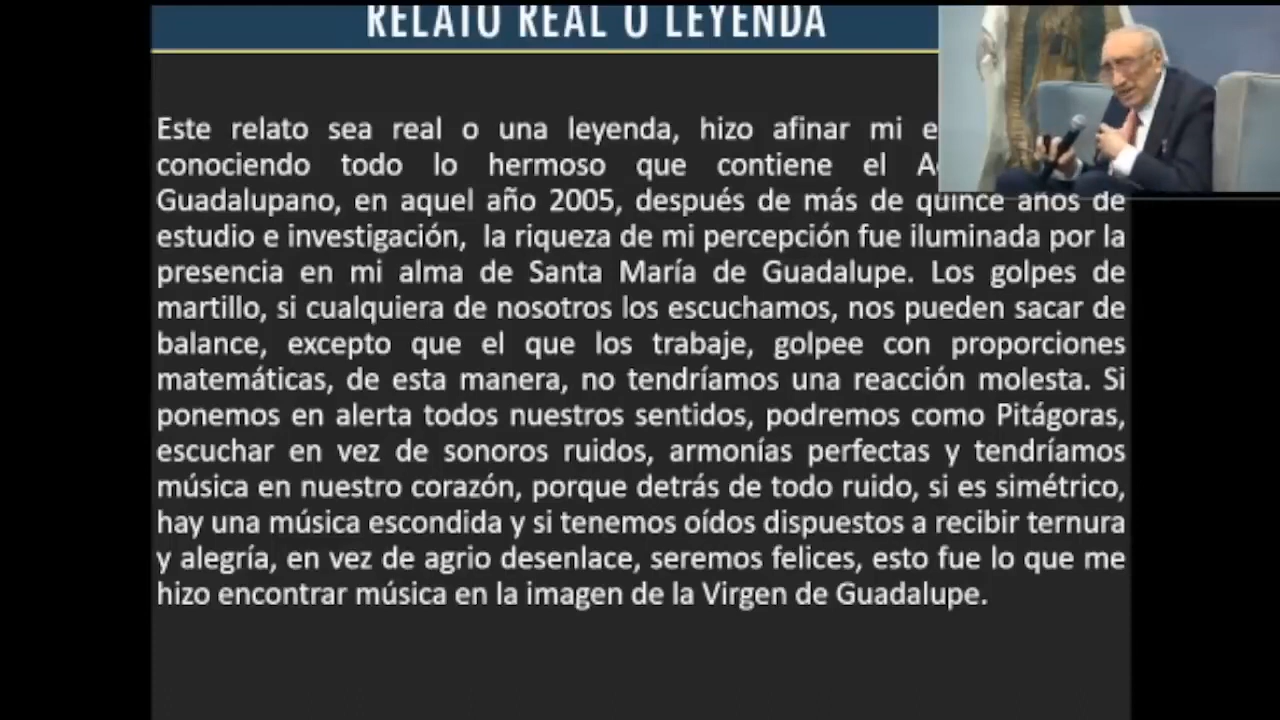 RELATO REAL O LEYENDA
Este relato sea real o una leyenda, hizo afinar mi
conociendo todo lo hermoso que contiene el
Guadalupano, en aquel año 2005, después de más de quince años de
estudio e investigación, la riqueza de mi percepción fue iluminada por la
presencia en mi alma de Santa María de Guadalupe. Los golpes de
martillo, si cualquiera de nosotros los escuchamos, nos pueden sacar de
balance, excepto que el que los trabaje, golpee con proporciones
matemáticas, de esta manera, no tendríamos una reacción molesta. Si
ponemos en alerta todos nuestros sentidos, podremos como Pitágoras,
escuchar en vez de sonoros ruidos, armonías perfectas y tendríamos
música en nuestro corazón, porque detrás de todo ruido, si es simétrico,
hay una música escondida y si tenemos oídos dispuestos a recibir ternura
y alegría, en vez de agrio desenlace, seremos felices, esto fue lo que me
hizo encontrar música en la imagen de la Virgen de Guadalupe.